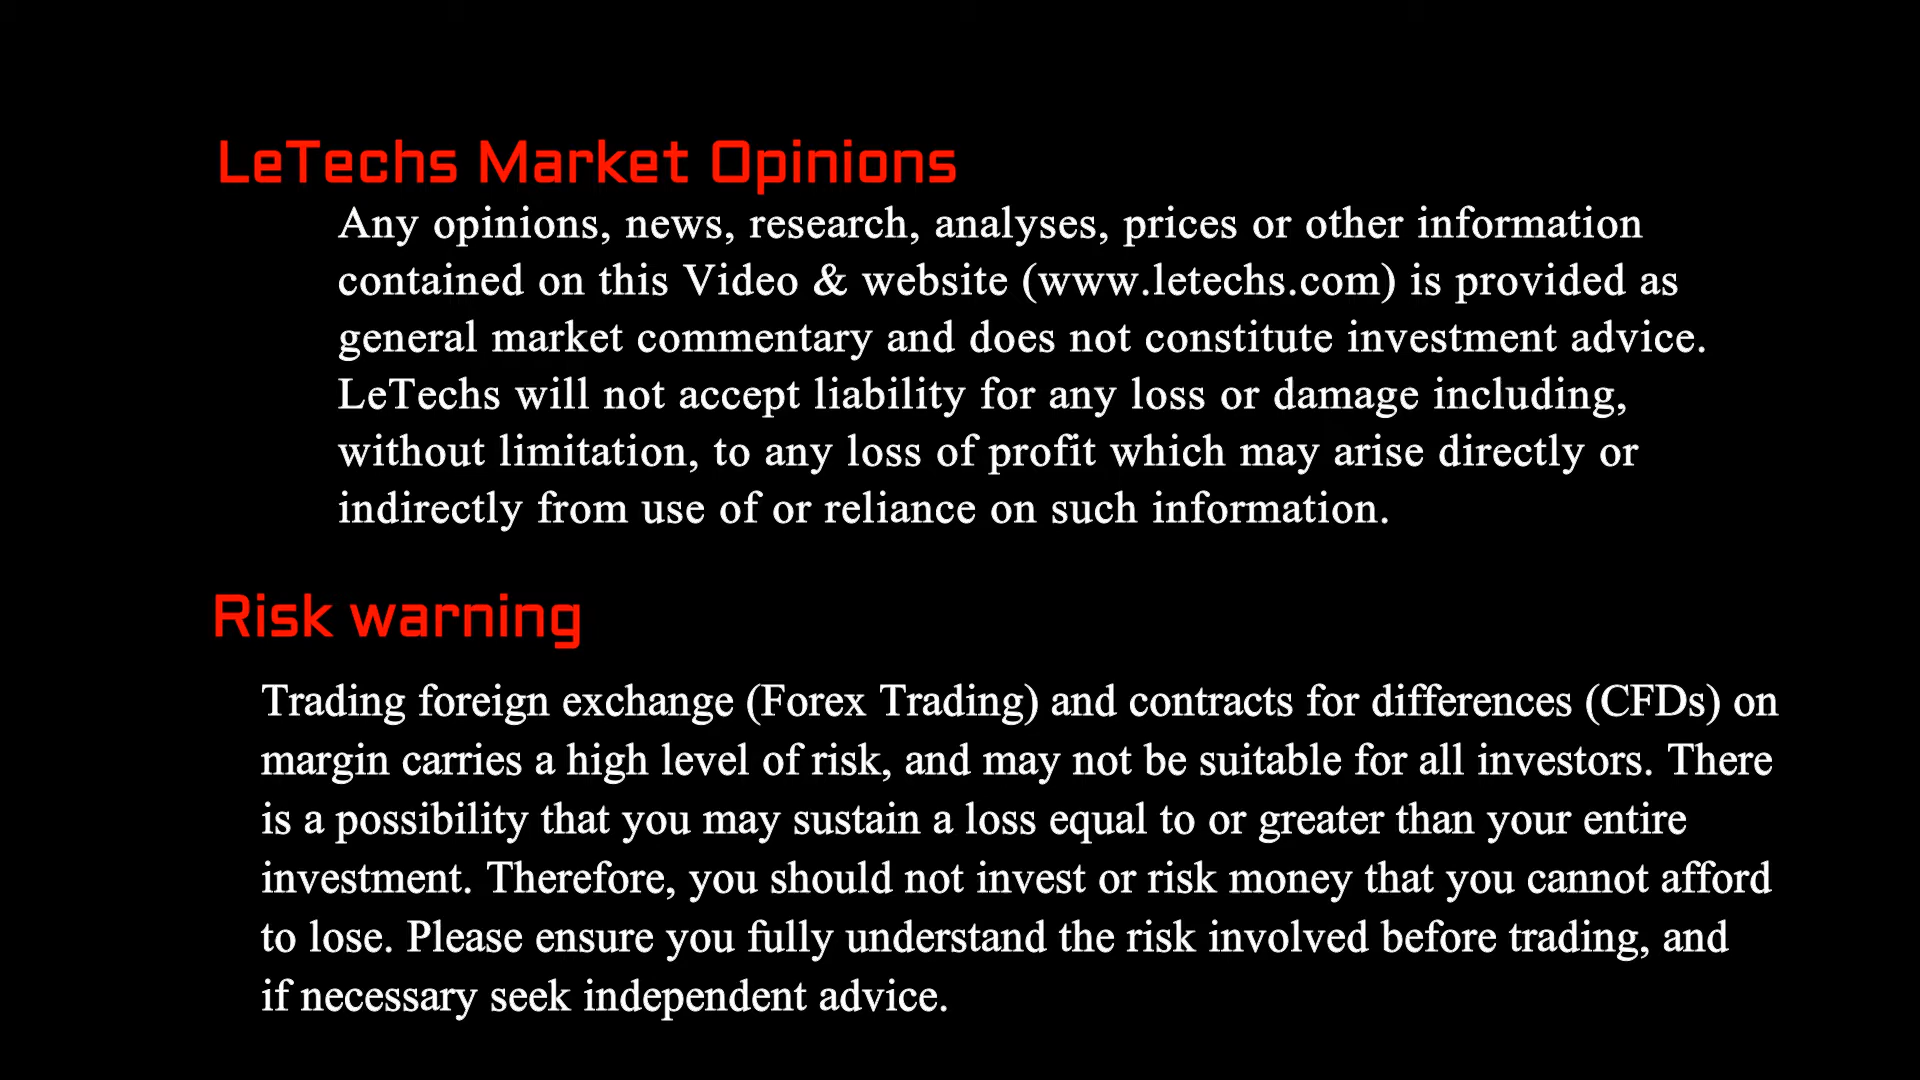 LeTechs Market Opinions
Any opinions, news, research, analyses, prices or other information
contained on this Video & website (www.letechs.com) is provided as
general market commentary and does not constitute investment advice.
LeTechs will not accept liability for any loss or damage including,
without limitation, to any loss of profit which may arise directly or
indirectly from use of or reliance on such information.
Risk warning
Trading foreign exchange (Forex Trading) and contracts for differences (CFDs) on
margin carries a high level of risk, and may not be suitable for all investors. There
is a possibility that you may sustain a loss equal to or greater than your entire
investment. Therefore, you should not invest or risk money that you cannot afford
to lose. Please ensure you fully understand the risk involved before trading, and
if necessary seek independent advice.